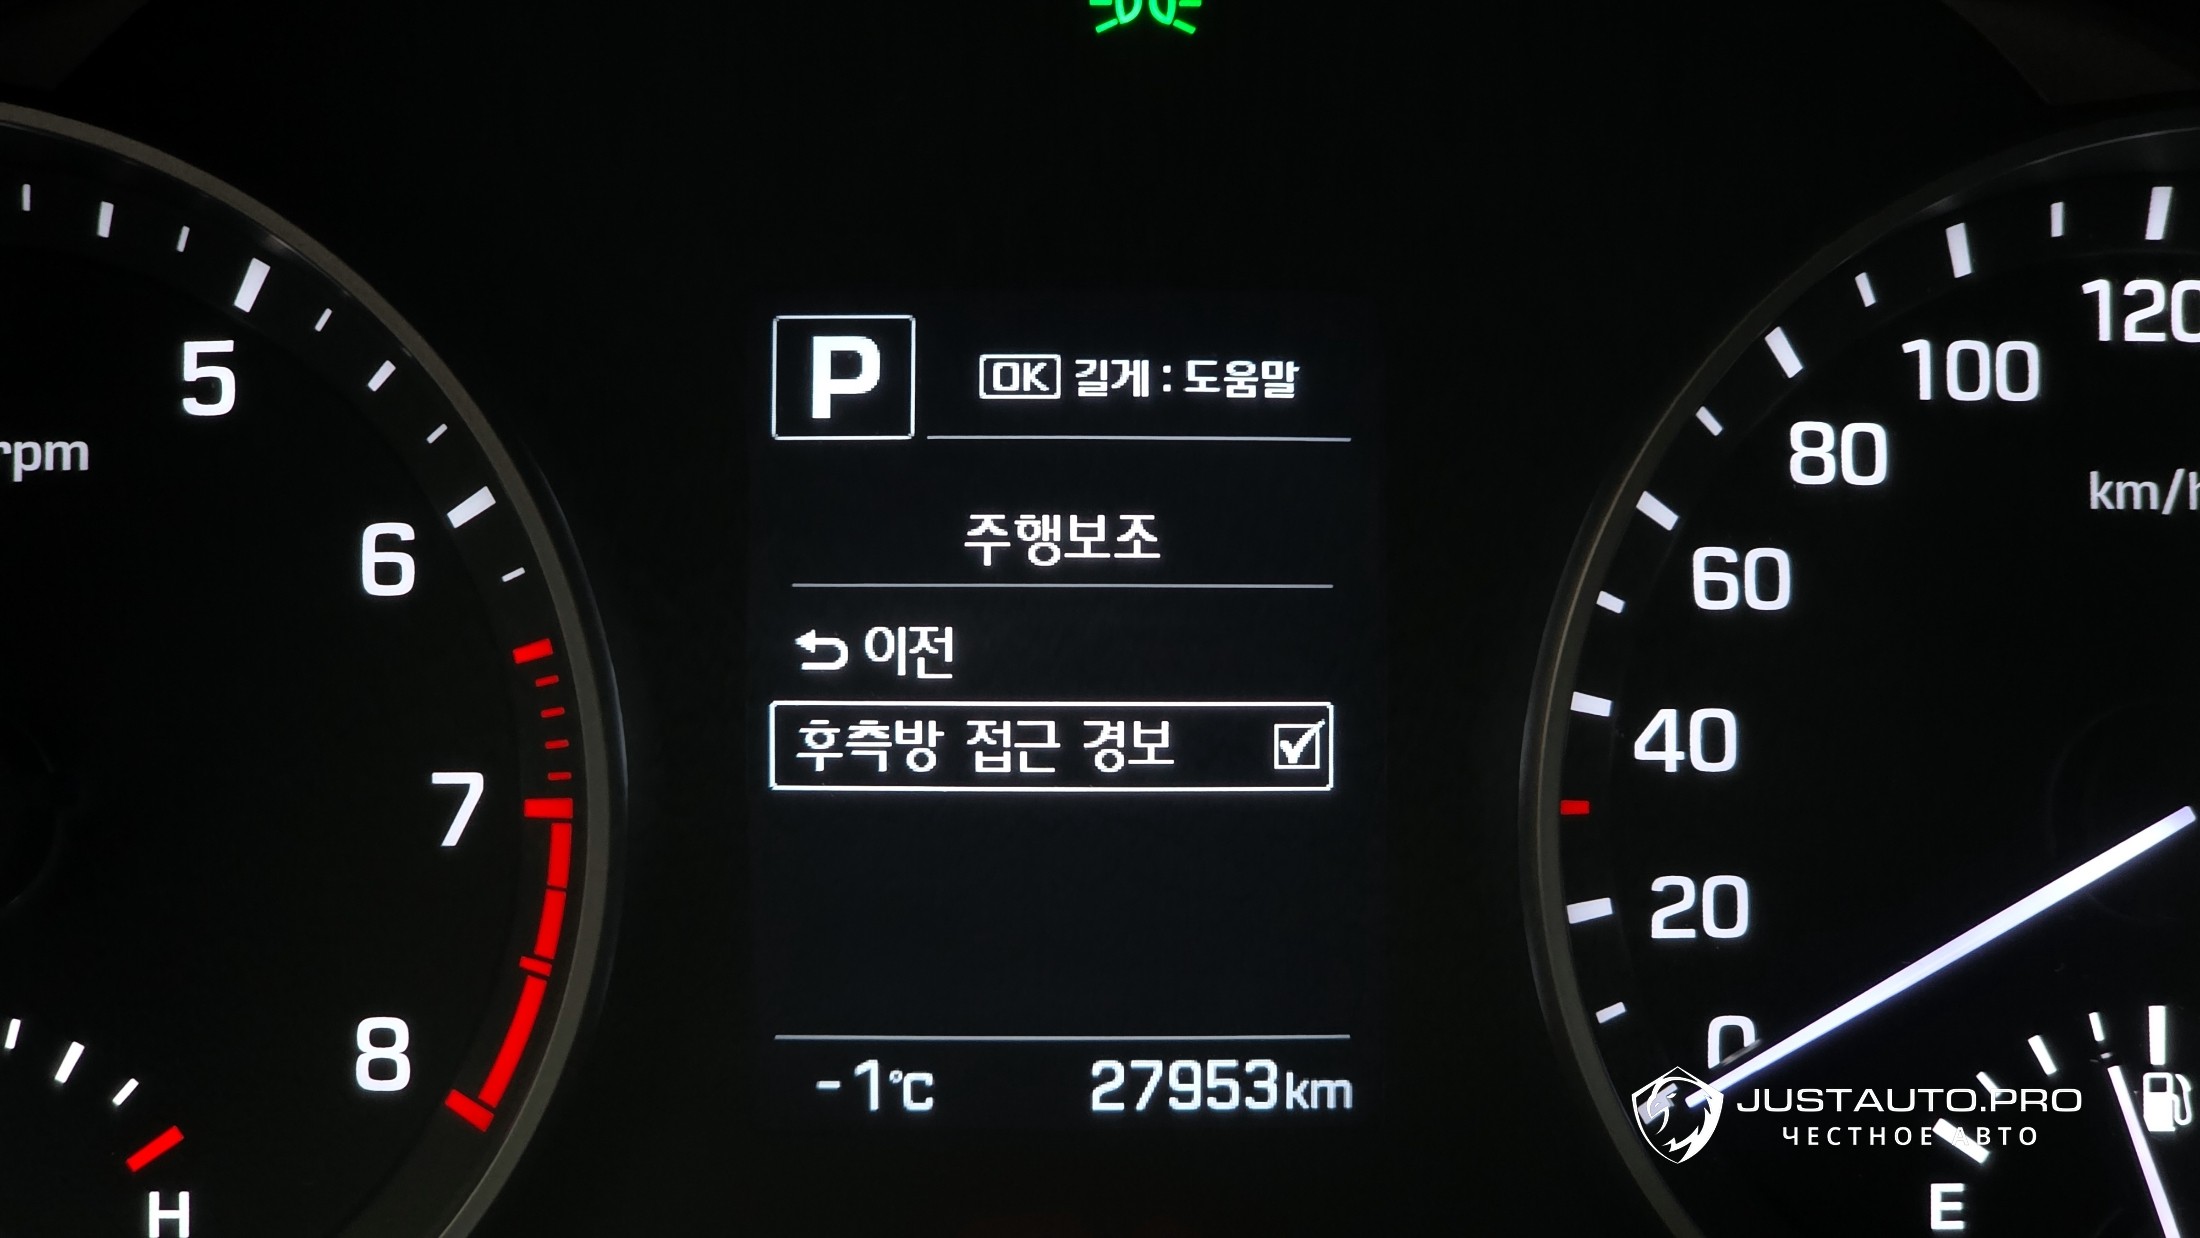 P
OK 길게 : 도움말
주행보조
이전
후측방 접근 경보
-1℃ 27953km
5
rpm
6
7
8
H
120
100
80
km/h
60
40
20
0
E
JUSTAUTO.PRO
ЧЕСТНОЕ АВТО